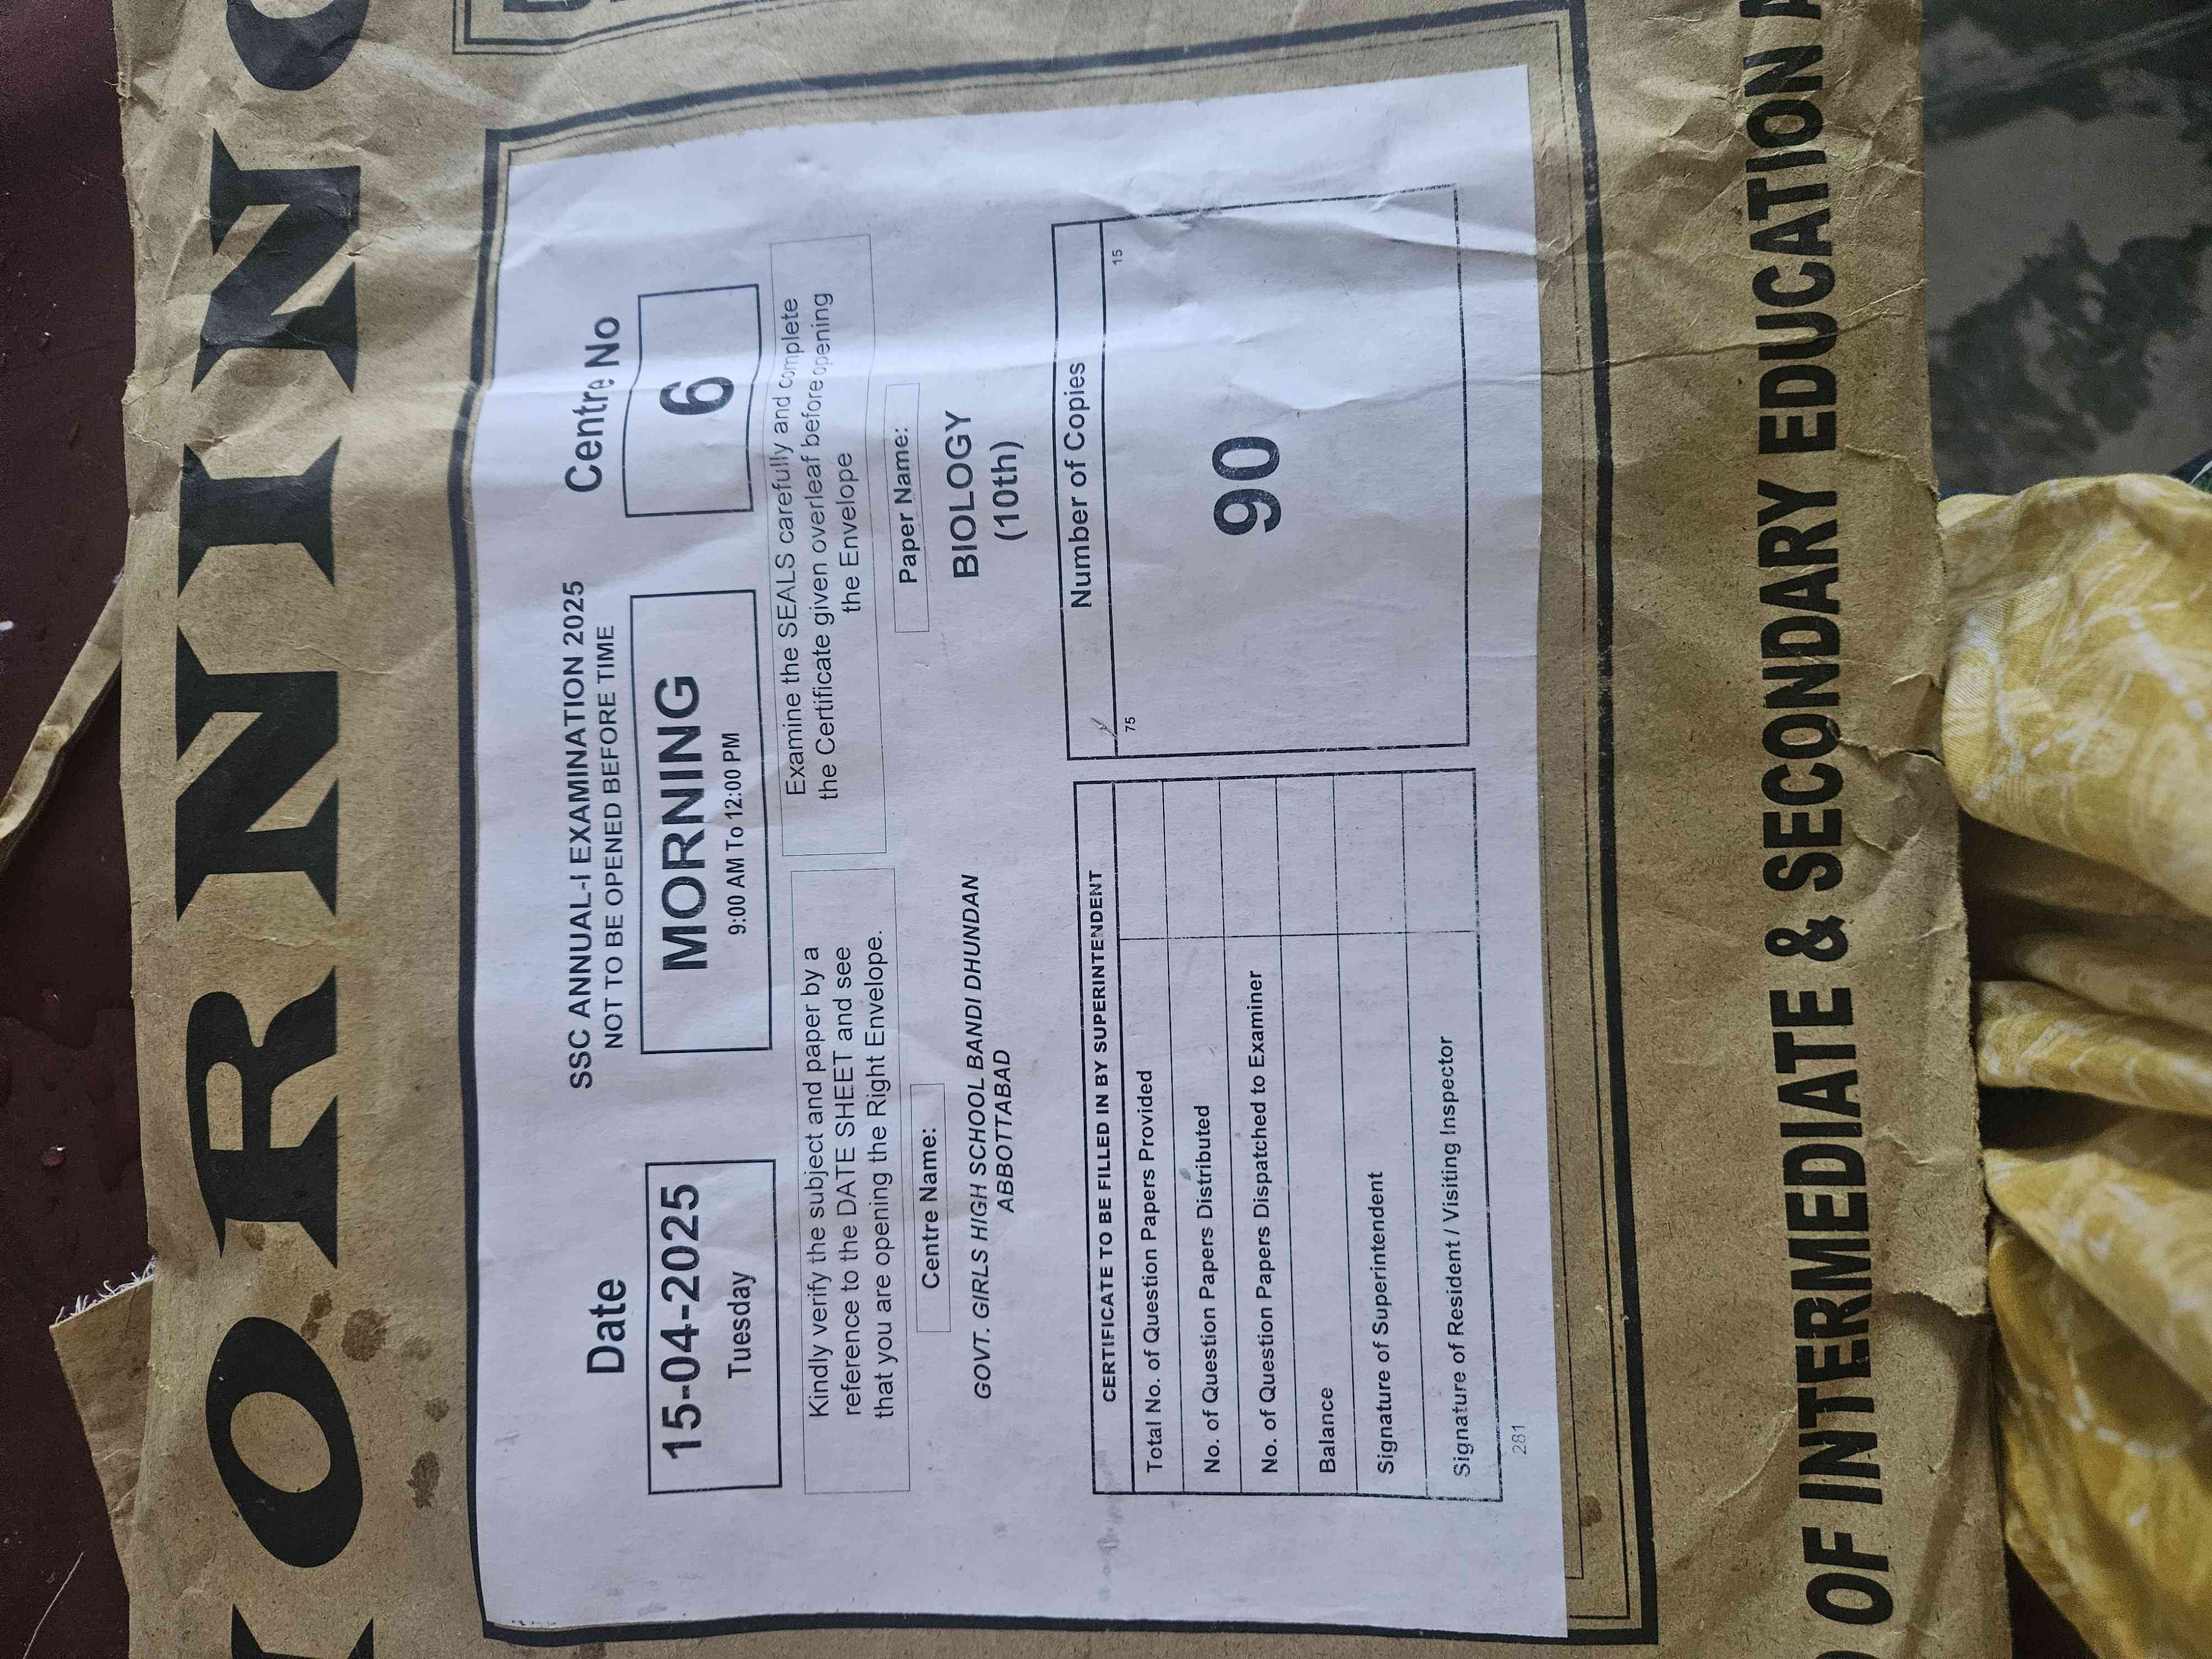 MORNING
SSC ANNUAL-I EXAMINATION 2025
NOT TO BE OPENED BEFORE TIME
Date
Centre No
15-04-2025
Tuesday
MORNING
9:00 AM To 12:00 PM
6
Kindly verify the subject and paper by a
reference to the DATE SHEET and see
that you are opening the Right Envelope.
Examine the SEALS carefully and complete
the Certificate given overleaf before opening
the Envelope
Centre Name:
GOVT. GIRLS HIGH SCHOOL BANDI DHUNDAN
ABBOTTABAD
Paper Name:
BIOLOGY
(10th)
CERTIFICATE TO BE FILLED IN BY SUPERINTENDENT
Total No. of Question Papers Provided
No. of Question Papers Distributed
No. of Question Papers Dispatched to Examiner
Balance
Signature of Superintendent
Signature of Resident / Visiting Inspector
Number of Copies
75
15
90
281
OF INTERMEDIATE & SECONDARY EDUCATION